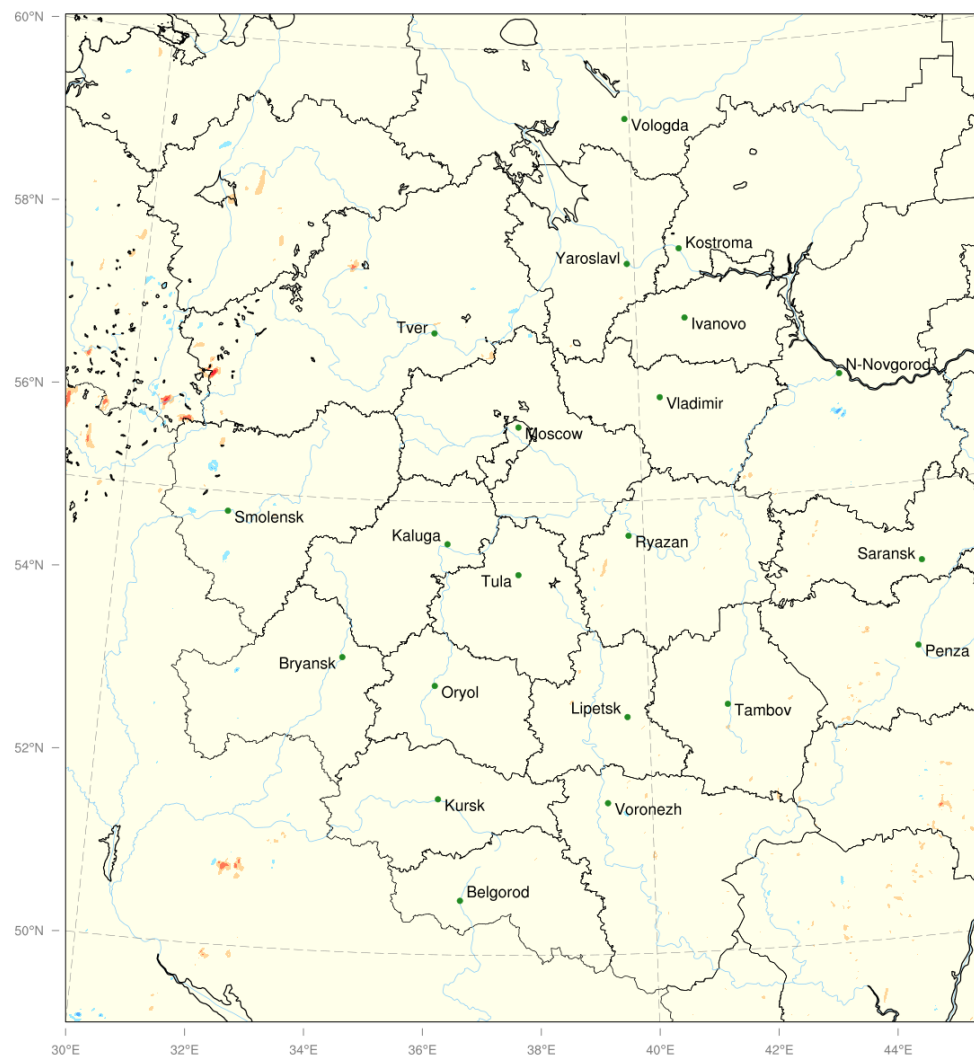 60°N
Vologda
58°N
Kostroma
Yaroslavl
Ivanovo
Tver
N-Novgorod
56°N
Vladimir
Moscow
Smolensk
Kaluga
Ryazan
Saransk
54°N
Tula
Penza
Bryansk
Oryol
Lipetsk
Tambov
52°N
Kursk
Voronezh
Belgorod
50°N
30°E 32°E 34°E 36°E 38°E 40°E 42°E 44°E